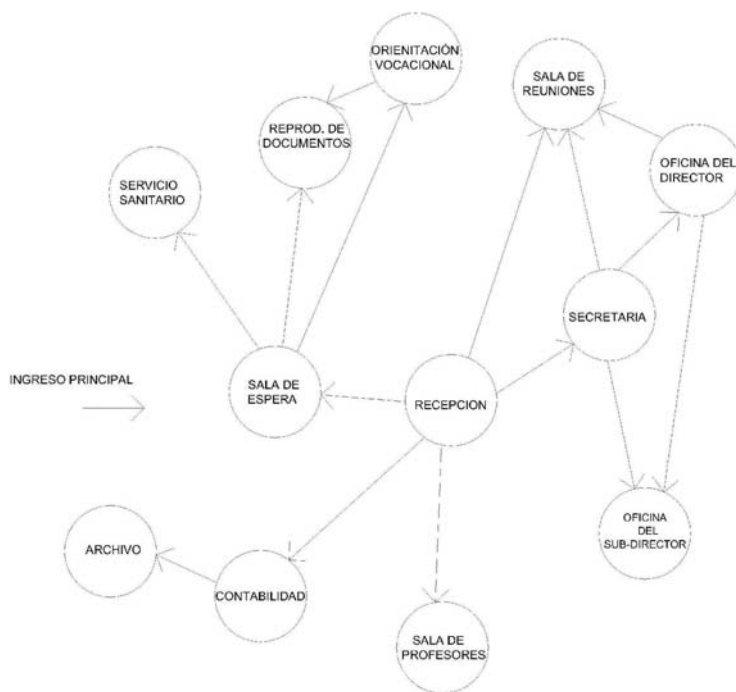 ORIENITACIÓN
VOCACIONAL
SALA DE
REUNIONES
REPROD. DE
DOCUMENTOS
OFICINA DEL
DIRECTOR
SERVICIO
SANITARIO
SECRETARIA
INGRESO PRINCIPAL
SALA DE
ESPERA
RECEPCION
OFICINA
DEL
SUB-DIRECTOR
ARCHIVO
CONTABILIDAD
SALA DE
PROFESORES